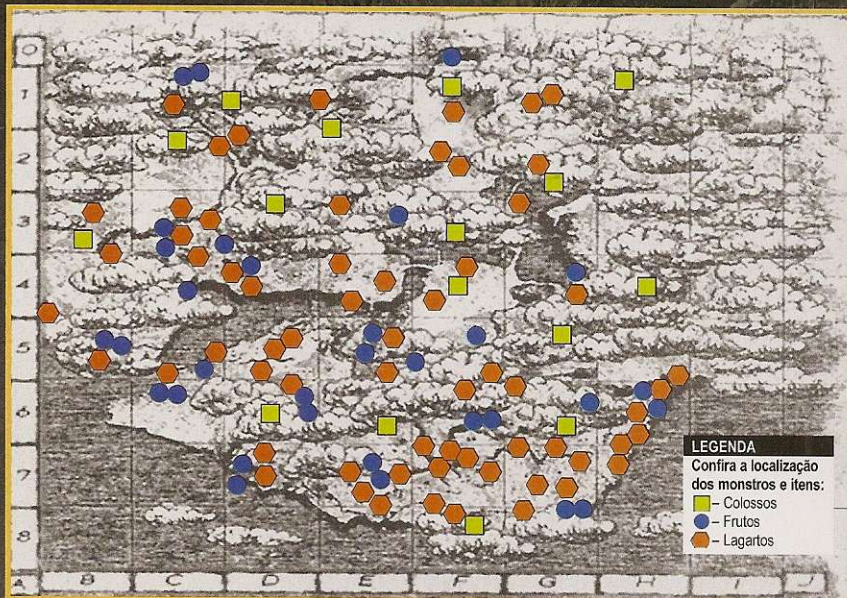 0
1
2
3
4
5
6
7
8
A B C D E F G H I J
LEGENDA
Confira a localização
dos monstros e itens:
– Colossos
– Frutos
– Lagartos